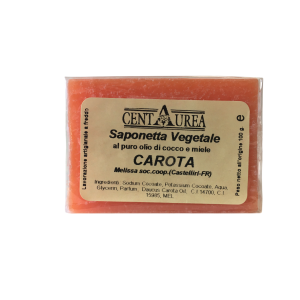 CENTAUREA
Saponetta Vegetale
al puro olio di cocco e miele
CAROTA
Melissa soc.coop.(Castelliri-FR)
Ingredienti: Sodium Cocoate, Potassium Cocoate, Aqua,
Glycerin, Parfum, Daucus Carota Oil, C.I 14700, C.I.
15985, MEL
Lavorazione artigianale a freddo
Peso netto all'origine 100 g. e